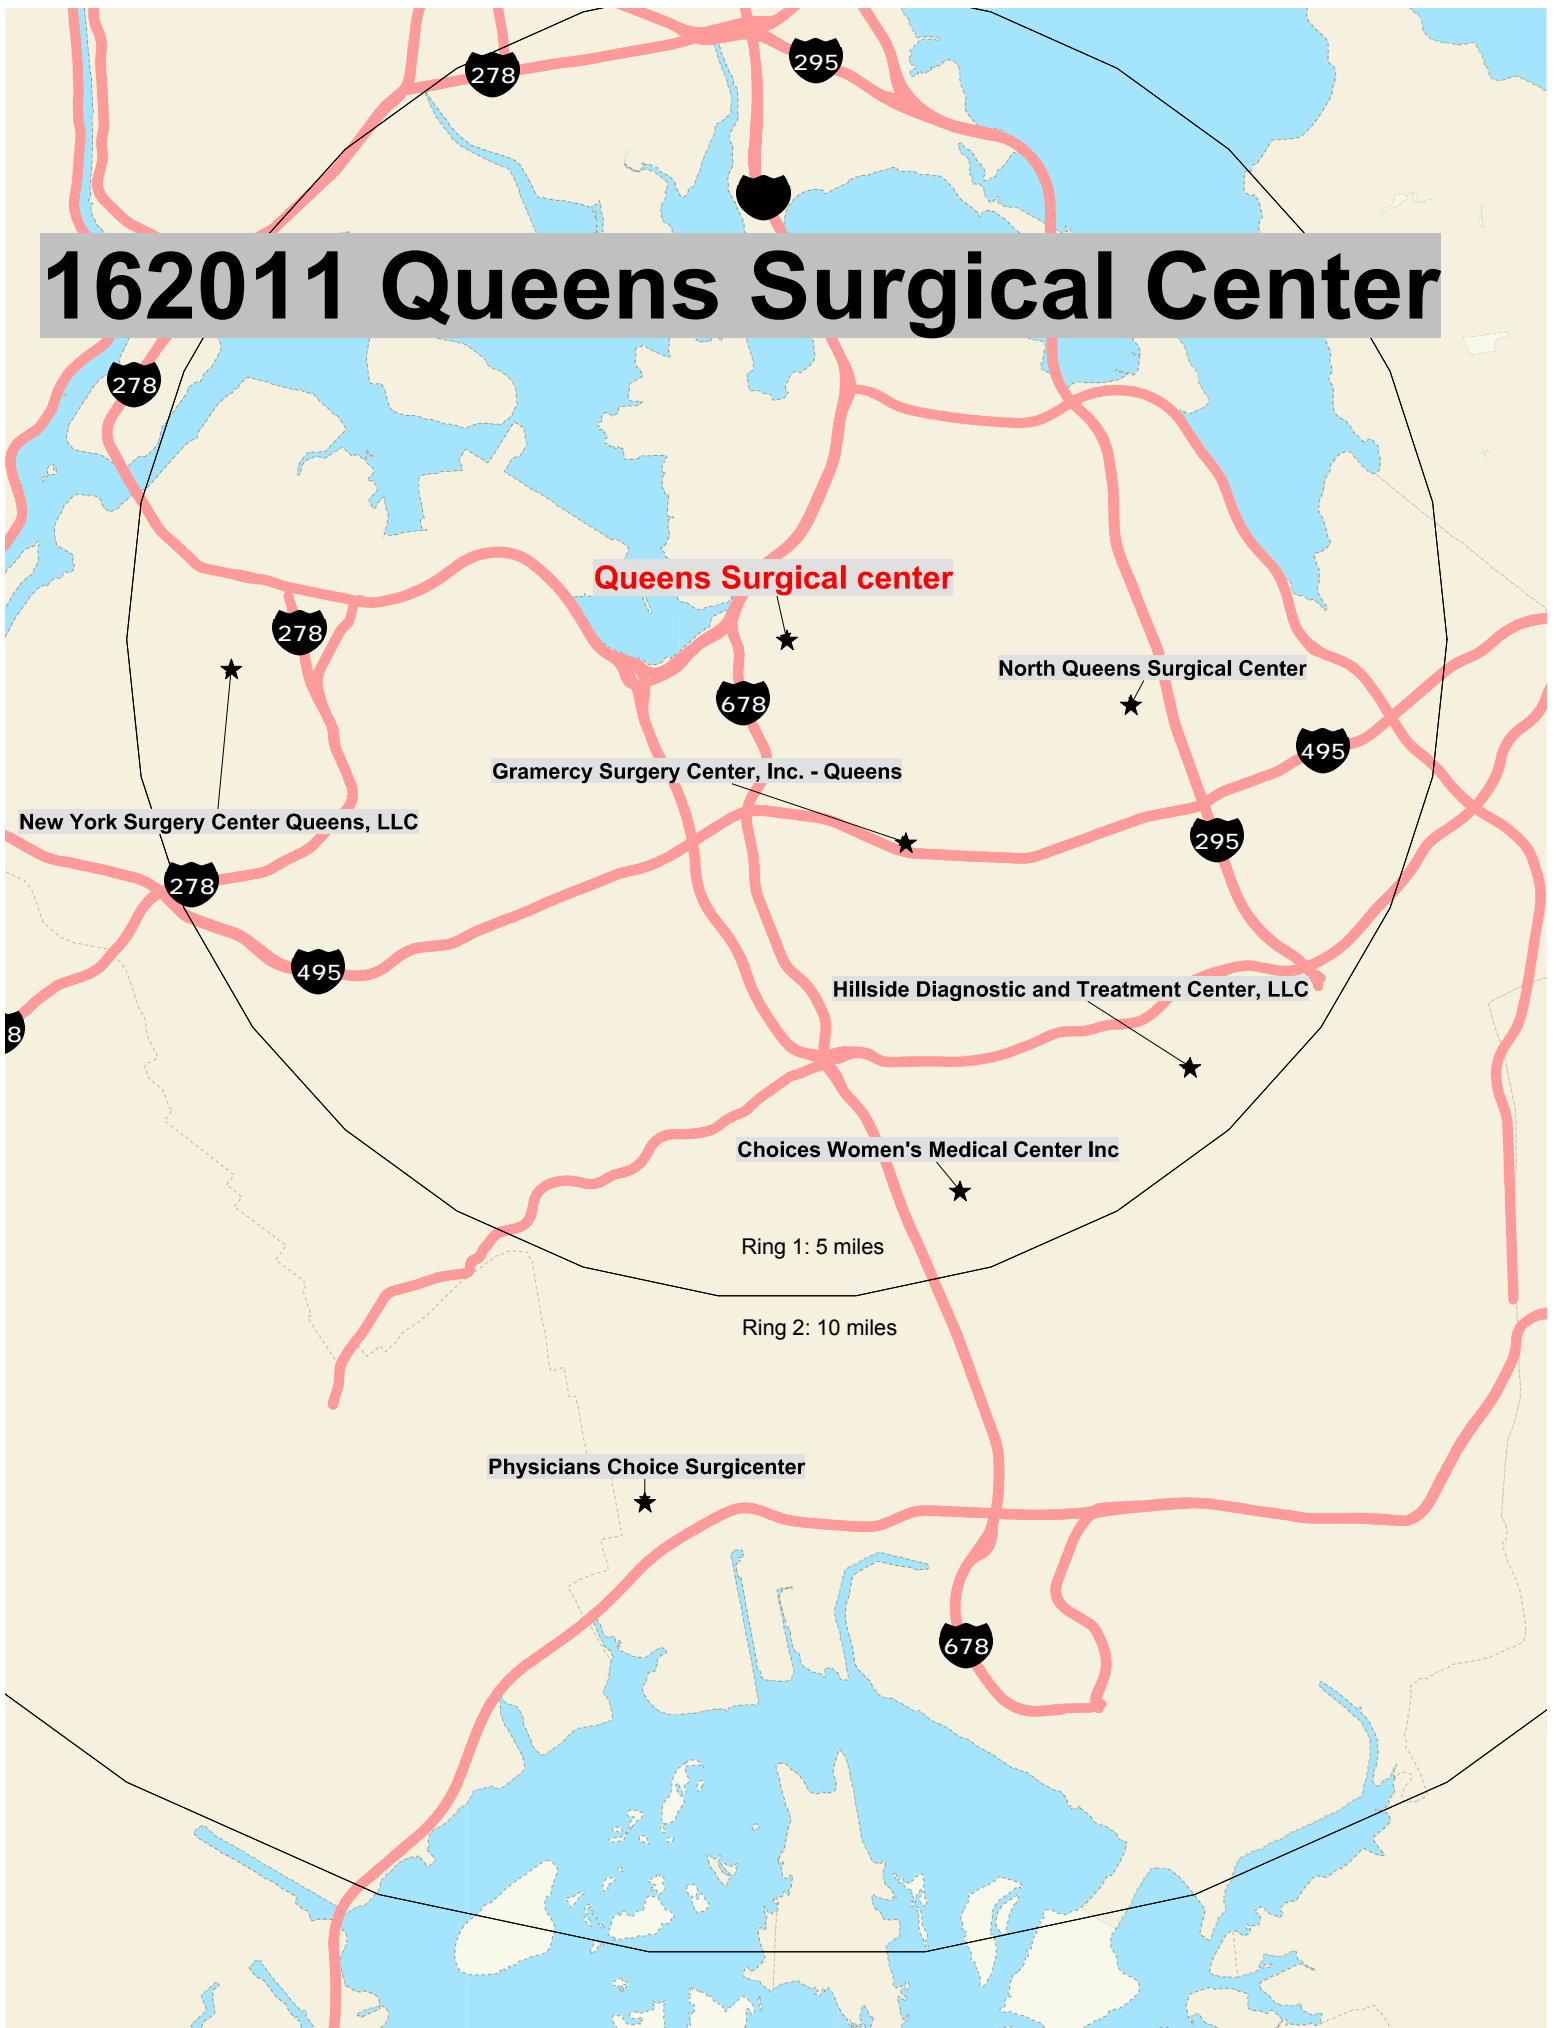 278
295
162011 Queens Surgical Center
278
Queens Surgical center
278
North Queens Surgical Center
678
495
Gramercy Surgery Center, Inc. - Queens
New York Surgery Center Queens, LLC
295
278
495
Hillside Diagnostic and Treatment Center, LLC
8
Choices Women's Medical Center Inc
Ring 1: 5 miles
Ring 2: 10 miles
Physicians Choice Surgicenter
678